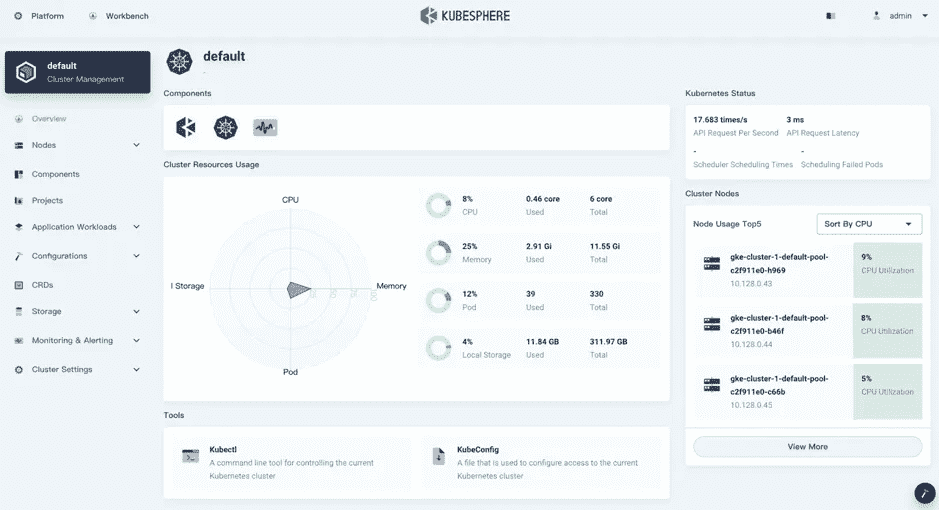 Platform
Workbench
KUBESPHERE
admin
default
Cluster Management
Overview
Nodes
Components
Projects
Application Workloads
Configurations
CRDs
Storage
Monitoring & Alerting
Cluster Settings
default
-
Components
Cluster Resources Usage
CPU
l Storage
Memory
Pod
8%
CPU
0.46 core
Used
6 core
Total
25%
Memory
2.91 Gi
Used
11.55 Gi
Total
12%
Pod
39
Used
330
Total
4%
Local Storage
11.84 GB
Used
311.97 GB
Total
Tools
Kubectl
A command line tool for controlling the current
Kubernetes cluster
KubeConfig
A file that is used to configure access to the current
Kubernetes cluster
Kubernetes Status
17.683 times/s
API Request Per Second
3 ms
API Request Latency
-
Scheduler Scheduling Times
-
Scheduling Failed Pods
Cluster Nodes
Node Usage Top5
Sort By CPU
gke-cluster-1-default-pool-
c2f911e0-h969
10.128.0.43
9%
CPU Utilization
gke-cluster-1-default-pool-
c2f911e0-b46f
10.128.0.44
8%
CPU Utilization
gke-cluster-1-default-pool-
c2f911e0-c66b
10.128.0.45
5%
CPU Utilization
View More